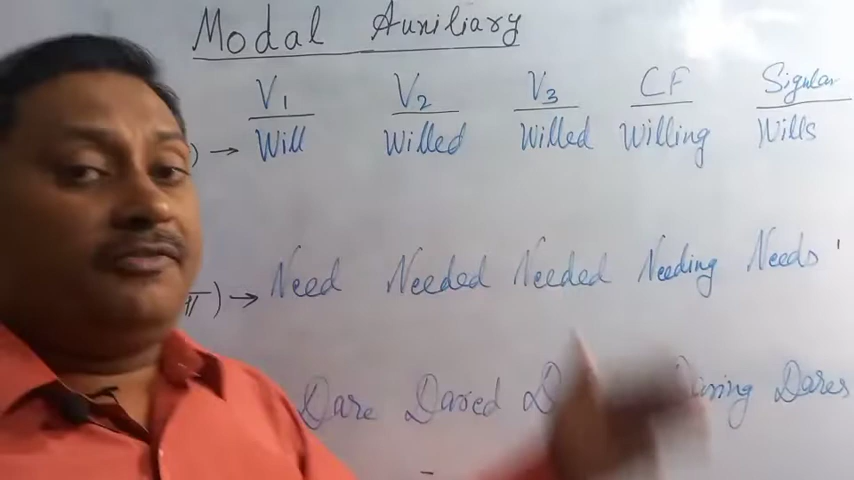 Modal Auxiliary
V1 V2 V3 CF Sigular
) → Will Willed Willed Willing Wills
) → Need Needed Needed Needing Needs '
Dare Dared D Daring Dares